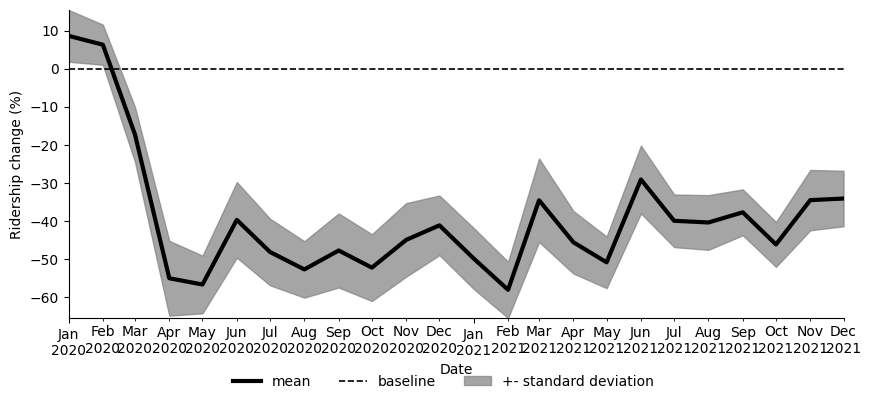 10
0
−10
−20
−30
−40
−50
−60
Ridership change (%)
Jan Feb Mar Apr May Jun Jul Aug Sep Oct Nov Dec Jan Feb Mar Apr May Jun Jul Aug Sep Oct Nov Dec
2020 2020 2020 2020 2020 2020 2020 2020 2020 2020 2020 2020 2021 2021 2021 2021 2021 2021 2021 2021 2021 2021 2021 2021
Date
mean baseline +- standard deviation